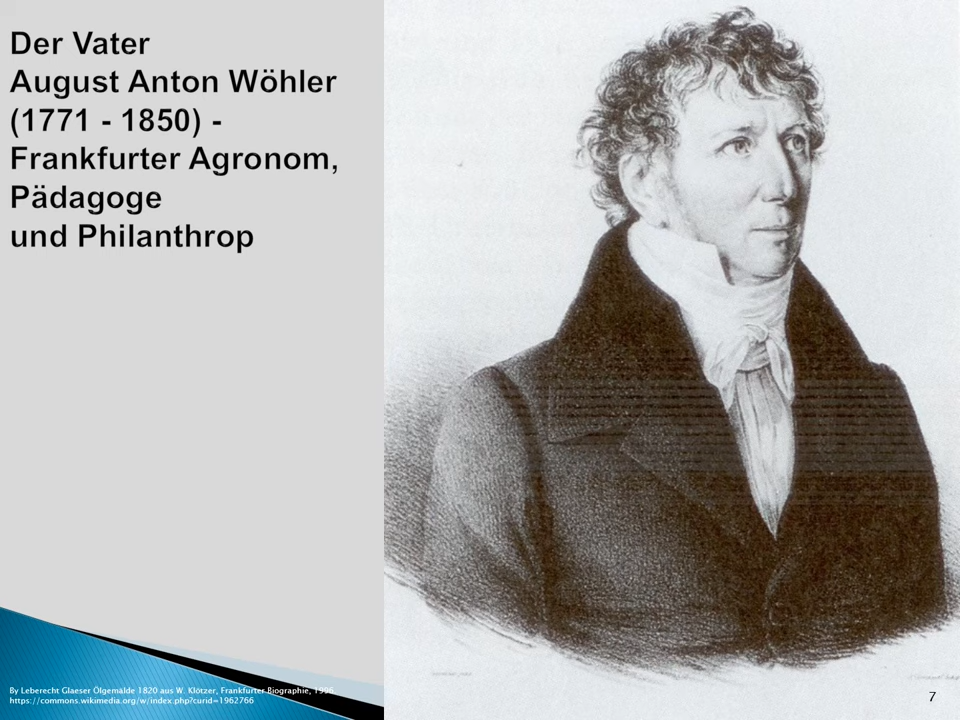 Der Vater
August Anton Wöhler
(1771 - 1850) -
Frankfurter Agronom,
Pädagoge
und Philanthrop
By Leberecht Glaeser Ölgemälde 1820 aus W. Klötzer, Frankfurter Biographie, 1996
https://commons.wikimedia.org/w/index.php?curid=1962766
7